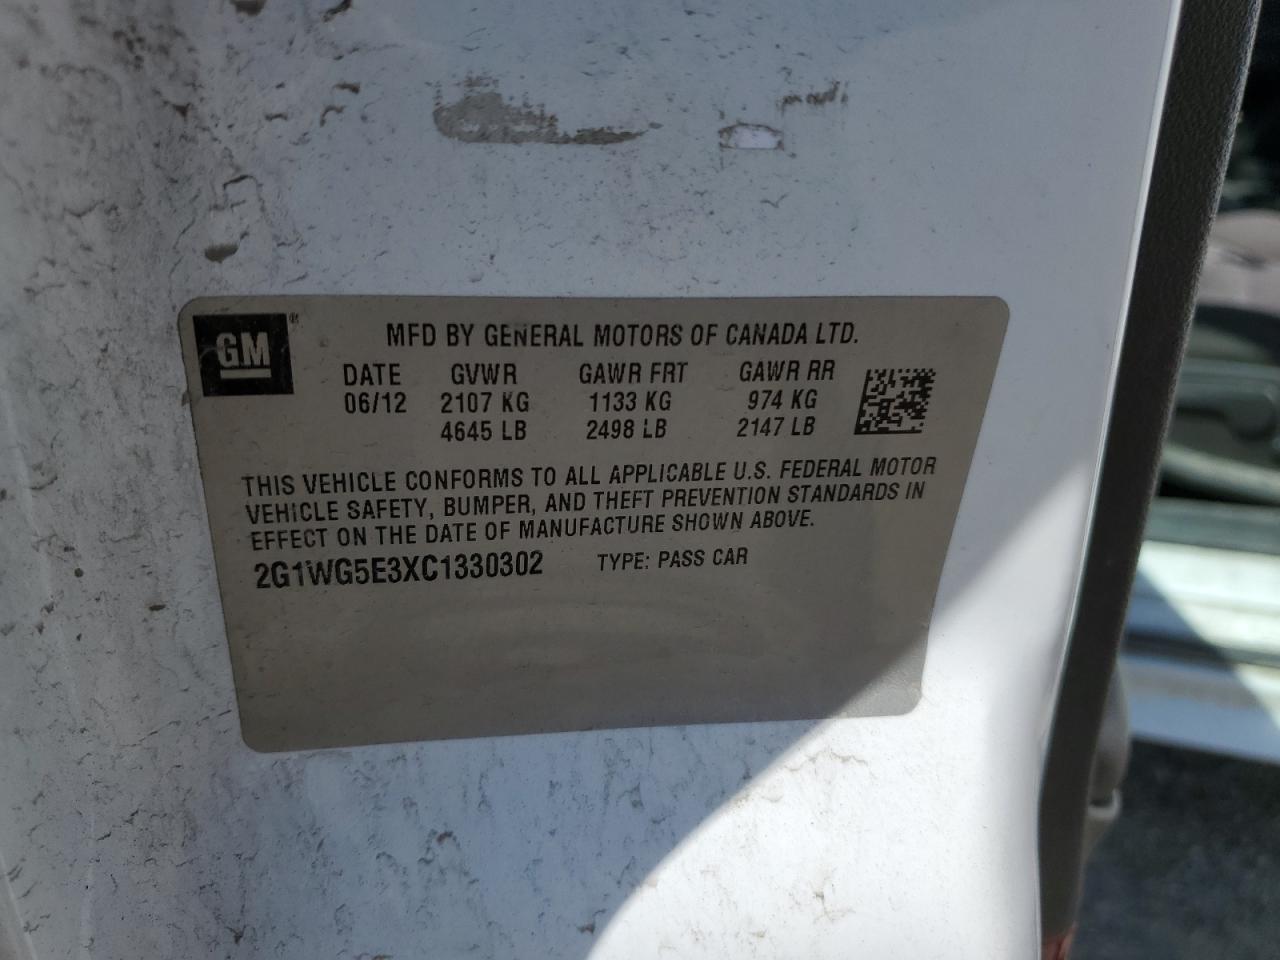 GM®
MFD BY GENERAL MOTORS OF CANADA LTD.
DATE GVWR GAWR FRT GAWR RR
06/12 2107 KG 1133 KG 974 KG
4645 LB 2498 LB 2147 LB
THIS VEHICLE CONFORMS TO ALL APPLICABLE U.S. FEDERAL MOTOR
VEHICLE SAFETY, BUMPER, AND THEFT PREVENTION STANDARDS IN
EFFECT ON THE DATE OF MANUFACTURE SHOWN ABOVE.
2G1WG5E3XC1330302 TYPE: PASS CAR